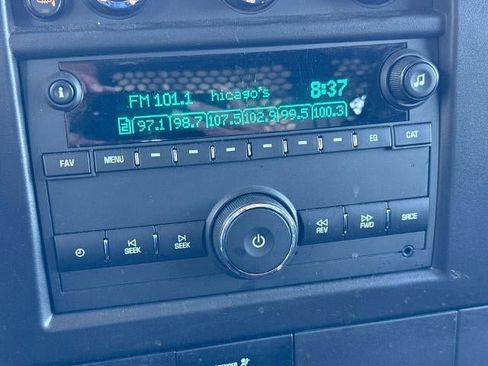 FM 101.1 hicago's 8:37
2 97.1 98.7 107.5 102.9 99.5 100.3
FAV MENU EQ CAT
SEEK SEEK REV FWD SRCE